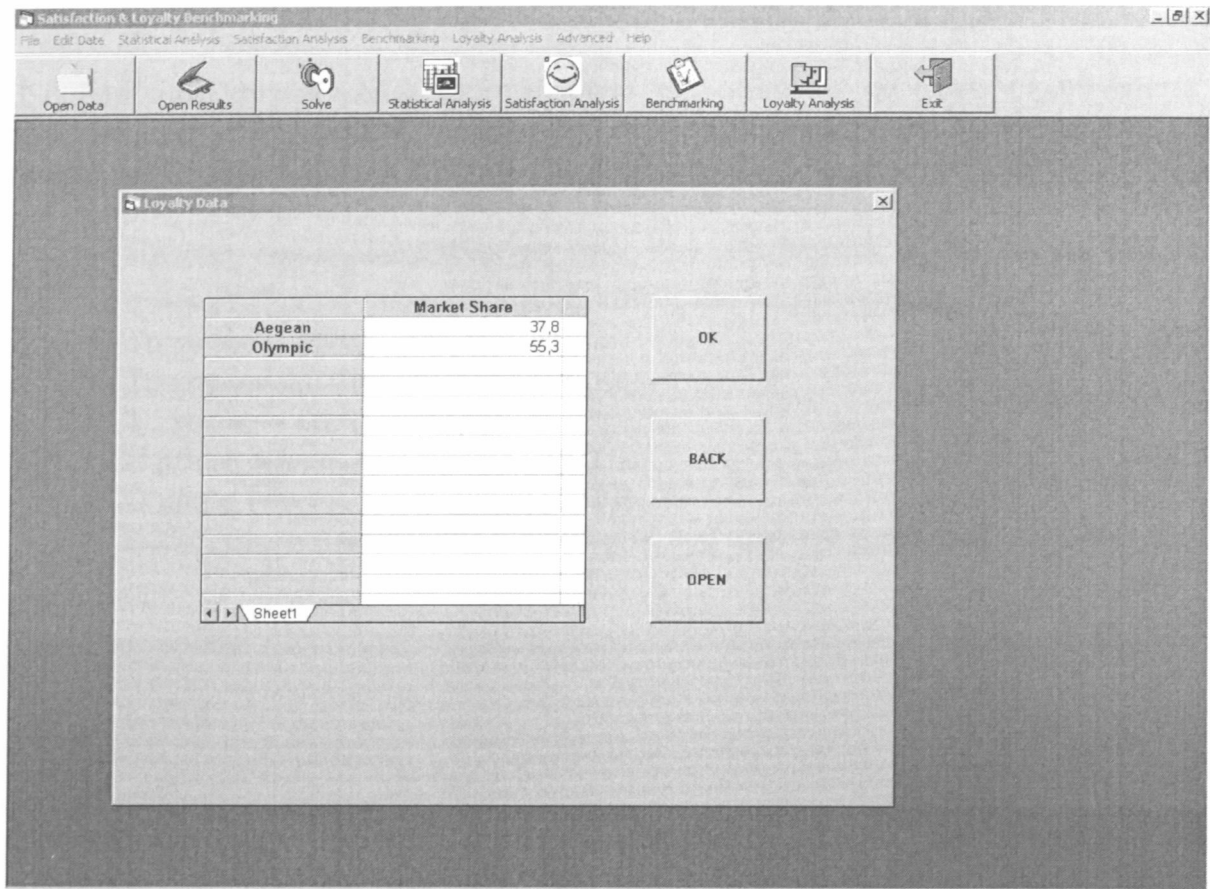 Satisfaction & Loyalty Benchmarking
File Edit Data Statistical Analysis Satisfaction Analysis Benchmarking Loyalty Analysis Advanced Help
Open Data Open Results Solve Statistical Analysis Satisfaction Analysis Benchmarking Loyalty Analysis Exit
Loyalty Data
Market Share
Aegean 37,8
Olympic 55,3
OK
BACK
OPEN
Sheet1